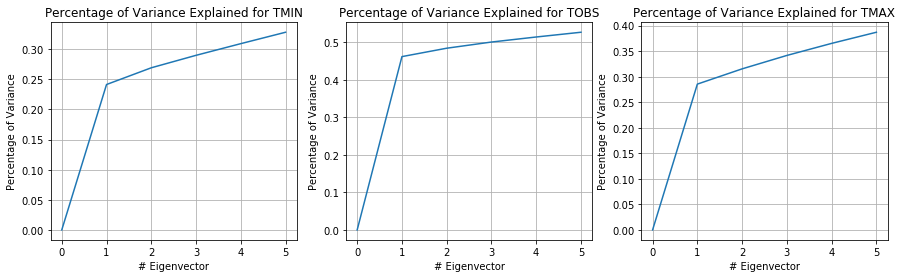 Percentage of Variance Explained for TMIN
Percentage of Variance
0.30
0.25
0.20
0.15
0.10
0.05
0.00
0 1 2 3 4 5
# Eigenvector
Percentage of Variance Explained for TOBS
Percentage of Variance
0.5
0.4
0.3
0.2
0.1
0.0
0 1 2 3 4 5
# Eigenvector
Percentage of Variance Explained for TMAX
Percentage of Variance
0.40
0.35
0.30
0.25
0.20
0.15
0.10
0.05
0.00
0 1 2 3 4 5
# Eigenvector